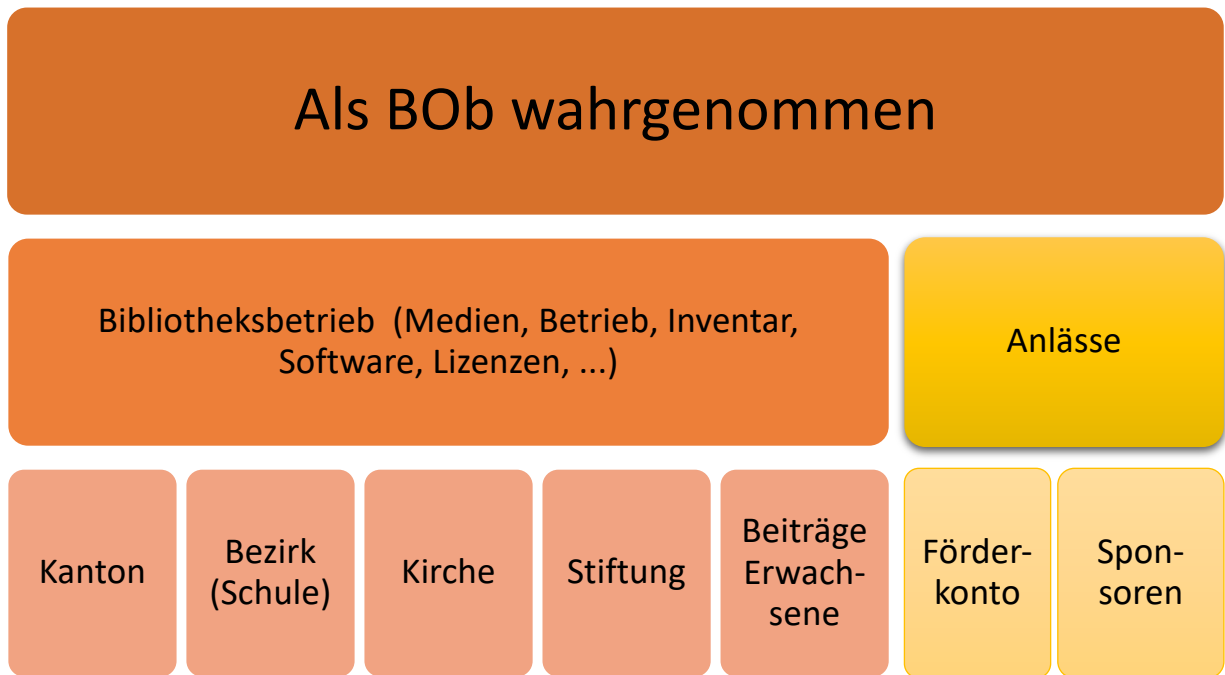 Als BOb wahrgenommen
Bibliotheksbetrieb (Medien, Betrieb, Inventar,
Software, Lizenzen, ...)
Anlässe
Kanton
Bezirk
(Schule)
Kirche
Stiftung
Beiträge
Erwach-
sene
Förder-
konto
Spon-
soren